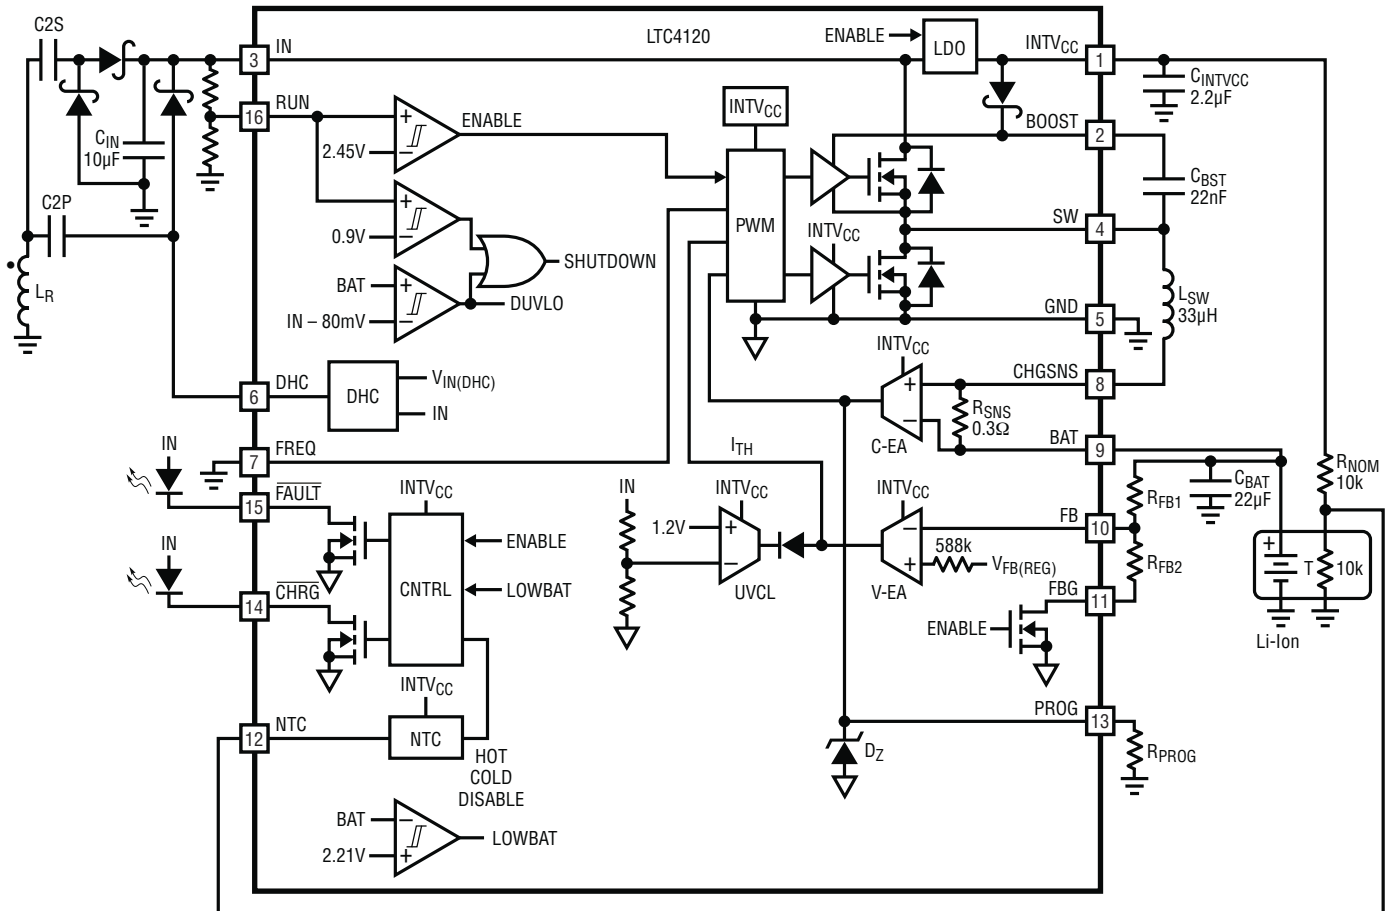 C2S
IN
3
LTC4120
ENABLE
LDO
INTVCC
1
CINTVCC
2.2µF
RUN
16
CIN
10µF
2.45V
+
−
ENABLE
INTVCC
BOOST
2
CBST
22nF
C2P
0.9V
+
−
PWM
INTVCC
SW
4
LR
BAT
IN – 80mV
+
−
SHUTDOWN
DUVLO
GND
5
LSW
33µH
DHC
6
DHC
VIN(DHC)
IN
INTVCC
+
−
C-EA
CHGSNS
8
RSNS
0.3Ω
BAT
9
IN
FREQ
7
ITH
RNOM
10k
FAULT
15
INTVCC
IN
INTVCC
1.2V
+
−
UVCL
INTVCC
−
+
V-EA
588k
VFB(REG)
FB
10
RFB1
CBAT
22µF
IN
ENABLE
CNTRL
LOWBAT
CHRG
14
FBG
11
RFB2
ENABLE
+
T
10k
Li-Ion
INTVCC
NTC
12
NTC
HOT
COLD
DISABLE
PROG
13
DZ
RPROG
BAT
2.21V
−
+
LOWBAT